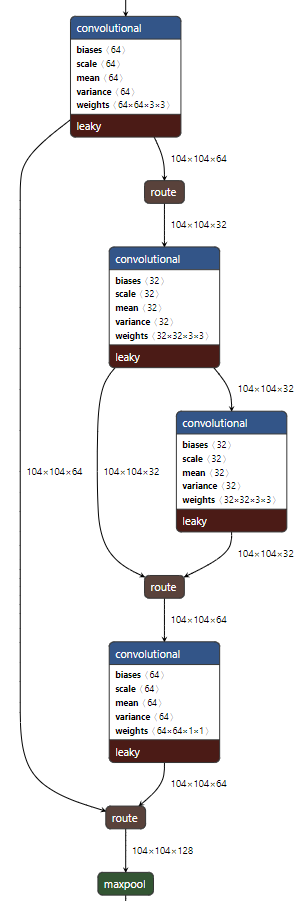 convolutional
biases ⟨64⟩
scale ⟨64⟩
mean ⟨64⟩
variance ⟨64⟩
weights ⟨64×64×3×3⟩
leaky
104×104×64
route
104×104×32
convolutional
biases ⟨32⟩
scale ⟨32⟩
mean ⟨32⟩
variance ⟨32⟩
weights ⟨32×32×3×3⟩
leaky
104×104×32
convolutional
biases ⟨32⟩
scale ⟨32⟩
mean ⟨32⟩
variance ⟨32⟩
weights ⟨32×32×3×3⟩
leaky
104×104×64
104×104×32
104×104×32
route
104×104×64
convolutional
biases ⟨64⟩
scale ⟨64⟩
mean ⟨64⟩
variance ⟨64⟩
weights ⟨64×64×1×1⟩
leaky
104×104×64
route
104×104×128
maxpool